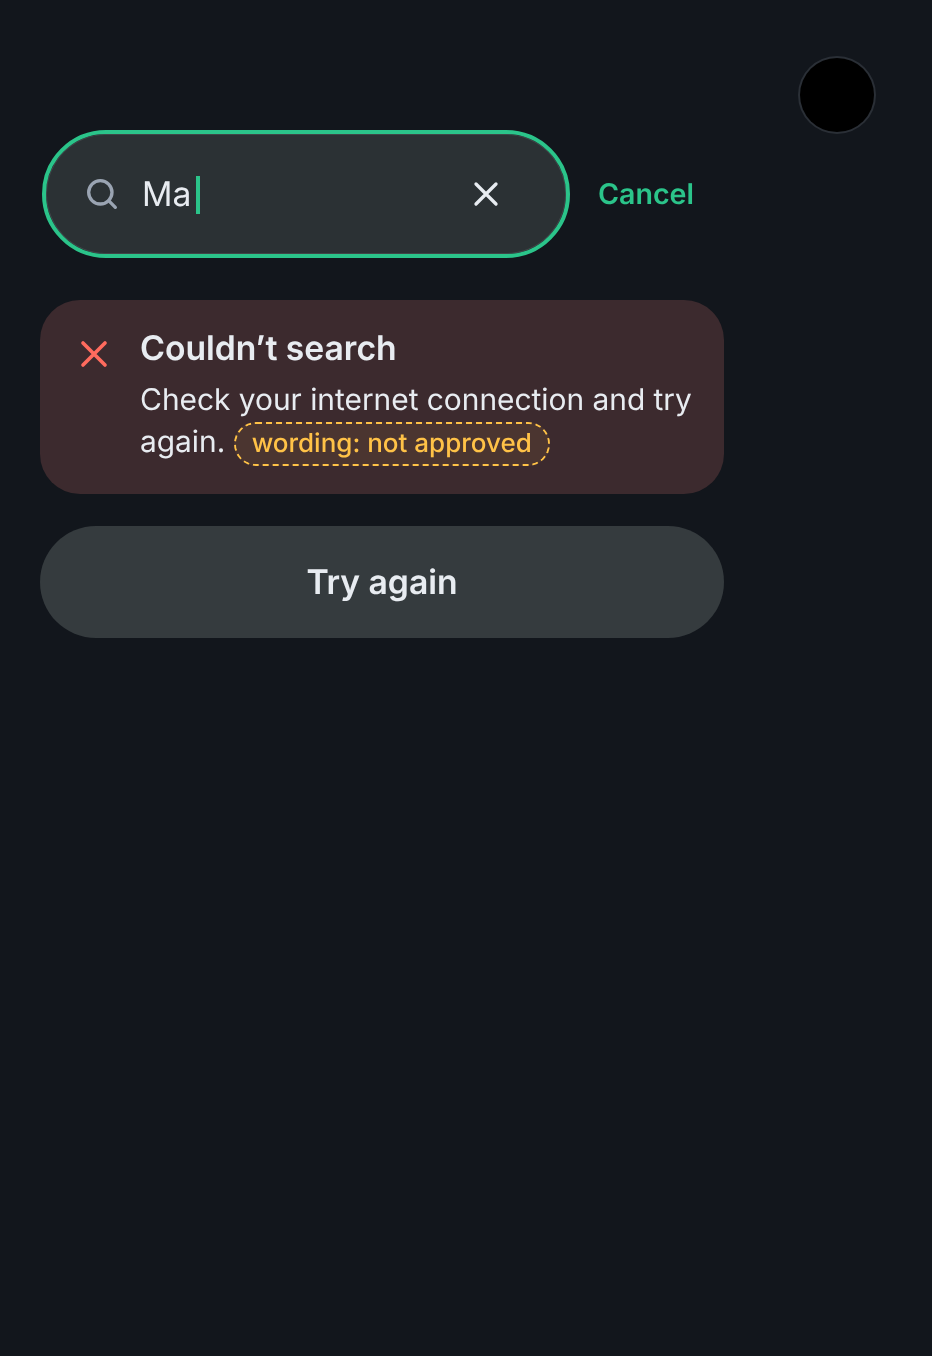 Ma
Cancel
Couldn’t search
Check your internet connection and try
again. wording: not approved
Try again